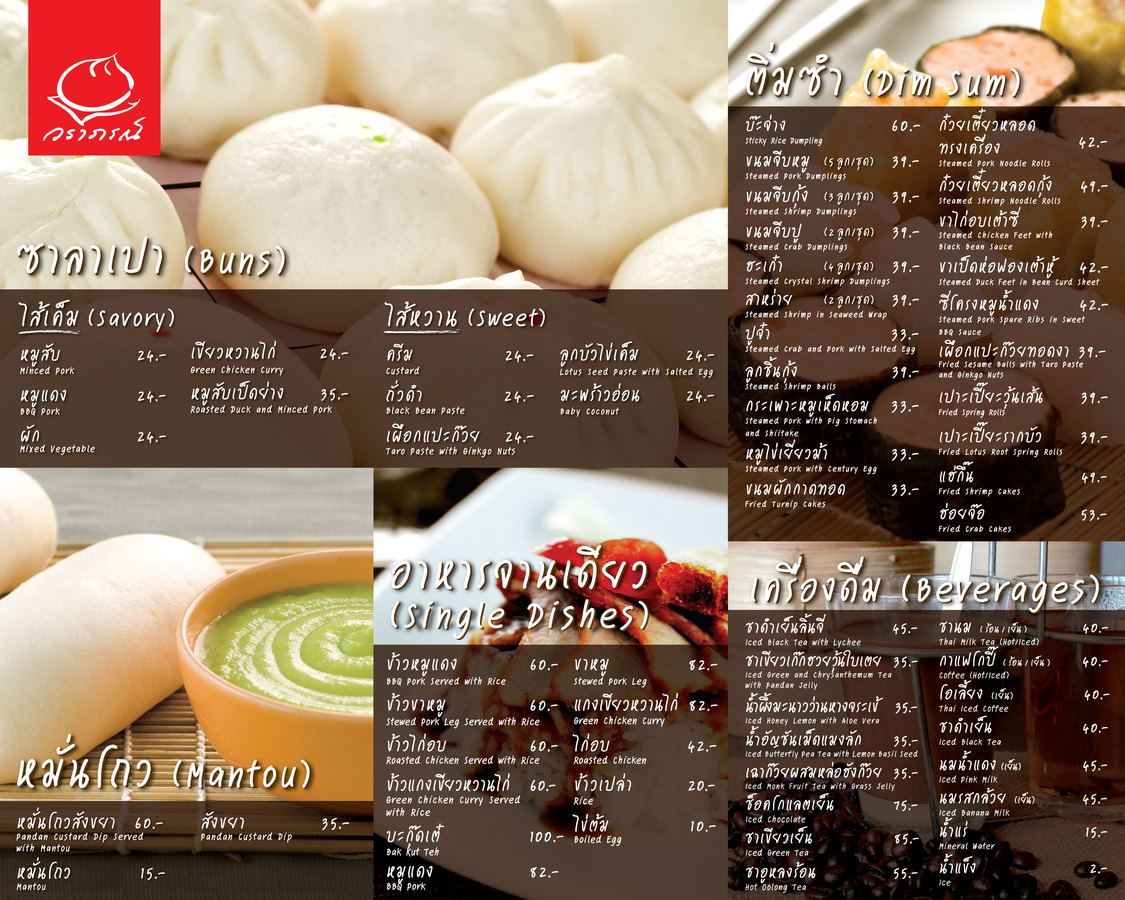 วราภรณ์
ซาลาเปา (Buns)
ไส้เค็ม (Savory)
หมูสับ 24.-
Minced Pork
หมูแดง 24.-
BBQ Pork
ผัก 24.-
Mixed Vegetable
เขียวหวานไก่ 24.-
Green Chicken Curry
หมูสับเป็ดย่าง 35.-
Roasted Duck and Minced Pork
ไส้หวาน (Sweet)
ครีม 24.-
Custard
ถั่วดำ 24.-
Black Bean Paste
เผือกแปะก๊วย 24.-
Taro Paste with Ginkgo Nuts
ลูกบัวไข่เค็ม 24.-
Lotus Seed Paste with Salted Egg
มะพร้าวอ่อน 24.-
Baby Coconut
ติ่มซำ (Dim Sum)
บ๊ะจ่าง 60.-
Sticky Rice Dumpling
ขนมจีบหมู (5 ลูก/ชุด) 39.-
Steamed Pork Dumplings
ขนมจีบกุ้ง (3 ลูก/ชุด) 39.-
Steamed Shrimp Dumplings
ขนมจีบปู (2 ลูก/ชุด) 39.-
Steamed Crab Dumplings
ฮะเก๋า (4 ลูก/ชุด) 39.-
Steamed Crystal Shrimp Dumplings
สาหร่าย (2 ลูก/ชุด) 39.-
Steamed Shrimp in Seaweed Wrap
ปูจ๋า 33.-
Steamed Crab and Pork with Salted Egg
ลูกชิ้นกุ้ง 39.-
Steamed Shrimp Balls
กระเพาะหมูเห็ดหอม 33.-
Steamed Pork with Pig Stomach
and Shiitake
หมูไข่เยี่ยวม้า 33.-
Steamed Pork with Century Egg
ขนมผักกาดทอด 33.-
Fried Turnip Cakes
ก๋วยเตี๋ยวหลอด
ทรงเครื่อง 42.-
Steamed Pork Noodle Rolls
ก๋วยเตี๋ยวหลอดกุ้ง 49.-
Steamed Shrimp Noodle Rolls
ขาไก่อบเต้าซี่ 39.-
Steamed Chicken Feet with
Black Bean Sauce
ขาเป็ดห่อฟองเต้าหู้ 42.-
Steamed Duck Feet in Bean Curd Sheet
ซี่โครงหมูน้ำแดง 42.-
Steamed Pork Spare Ribs in Sweet
BBQ Sauce
เผือกแปะก๊วยทอดงา 39.-
Fried Sesame Balls with Taro Paste
and Ginkgo Nuts
เปาะเปี๊ยะวุ้นเส้น 39.-
Fried Spring Rolls
เปาะเปี๊ยะรากบัว 39.-
Fried Lotus Root Spring Rolls
แฮ่กึ๊น 49.-
Fried Shrimp Cakes
ฮ่อยจ๊อ 53.-
Fried Crab Cakes
หมั่นโถว (Mantou)
หมั่นโถวสังขยา 60.-
Pandan Custard Dip Served
with Mantou
หมั่นโถว 15.-
Mantou
สังขยา 35.-
Pandan Custard Dip
อาหารจานเดียว
(Single Dishes)
ข้าวหมูแดง 60.-
BBQ Pork Served with Rice
ข้าวขาหมู 60.-
Stewed Pork Leg Served with Rice
ข้าวไก่อบ 60.-
Roasted Chicken Served with Rice
ข้าวแกงเขียวหวานไก่ 60.-
Green Chicken Curry Served
with Rice
บะกุ๊ดเต๋ 100.-
Bak Kut Teh
หมูแดง 82.-
BBQ Pork
ขาหมู 82.-
Stewed Pork Leg
แกงเขียวหวานไก่ 82.-
Green Chicken Curry
ไก่อบ 42.-
Roasted Chicken
ข้าวเปล่า 20.-
Rice
ไข่ต้ม 10.-
Boiled Egg
เครื่องดื่ม (Beverages)
ชาดำเย็นลิ้นจี่ 45.-
Iced Black Tea with Lychee
ชาเขียวเก๊กฮวยวุ้นใบเตย 35.-
Iced Green and Chrysanthemum Tea
with Pandan Jelly
น้ำผึ้งมะนาวว่านหางจระเข้ 35.-
Iced Honey Lemon with Aloe Vera
น้ำอัญชันเม็ดแมงลัก 35.-
Iced Butterfly Pea Tea with Lemon Basil Seed
เฉาก๊วยผสมหล่อฮังก๊วย 35.-
Iced Monk Fruit Tea with Grass Jelly
ช็อคโกแลตเย็น 75.-
Iced Chocolate
ชาเขียวเย็น 85.-
Iced Green Tea
ชาอูหลงร้อน 55.-
Hot Oolong Tea
ชานม (ร้อน/เย็น) 40.-
Thai Milk Tea (Hot/Iced)
กาแฟโกปี๊ (ร้อน/เย็น) 40.-
Coffee (Hot/Iced)
โอเลี้ยง (เย็น) 40.-
Thai Iced Coffee
ชาดำเย็น 40.-
Iced Black Tea
นมน้ำแดง (เย็น) 45.-
Iced Pink Milk
นมรสกล้วย (เย็น) 45.-
Iced Banana Milk
น้ำแร่ 15.-
Mineral Water
น้ำแข็ง 2.-
Ice